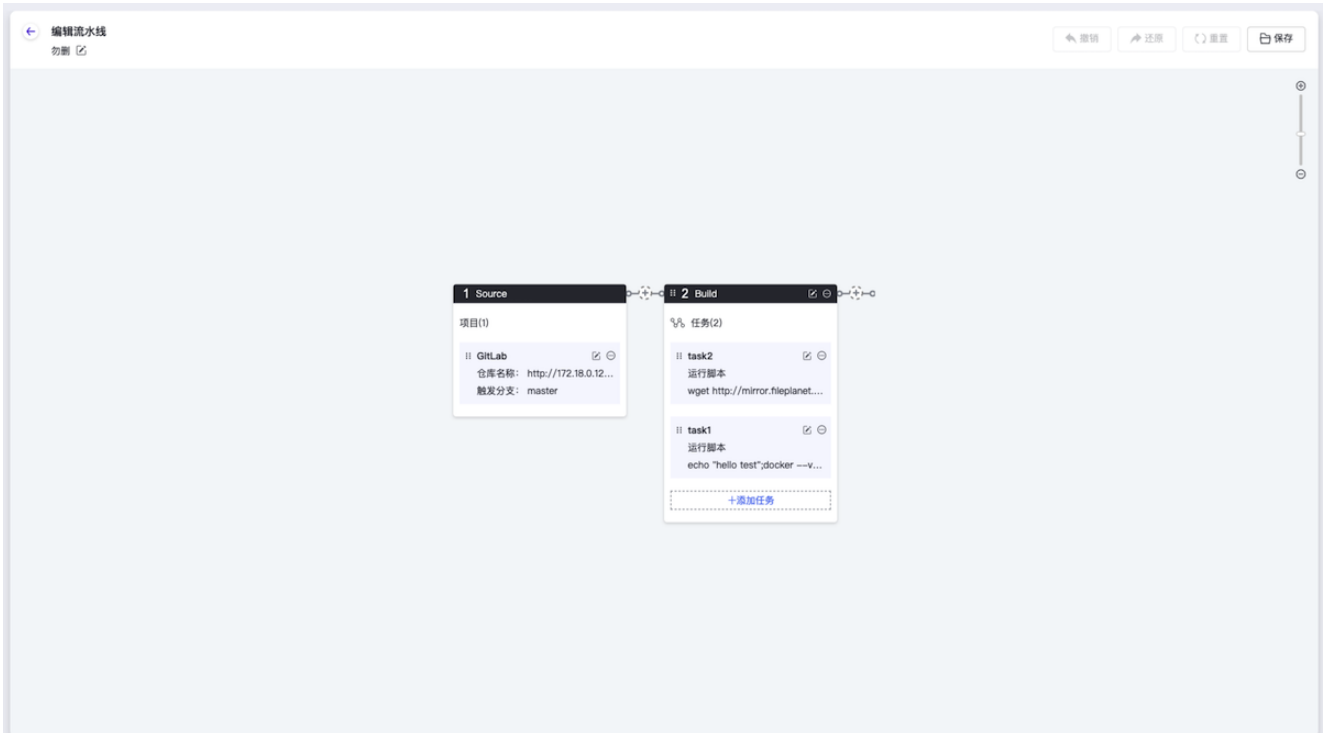 编辑流水线
勿删
撤销 还原 重置 保存
1 Source
项目(1)
GitLab
仓库名称: http://172.18.0.12...
触发分支: master
2 Build
任务(2)
task2
运行脚本
wget http://mirror.fileplanet....
task1
运行脚本
echo "hello test";docker --v...
+添加任务